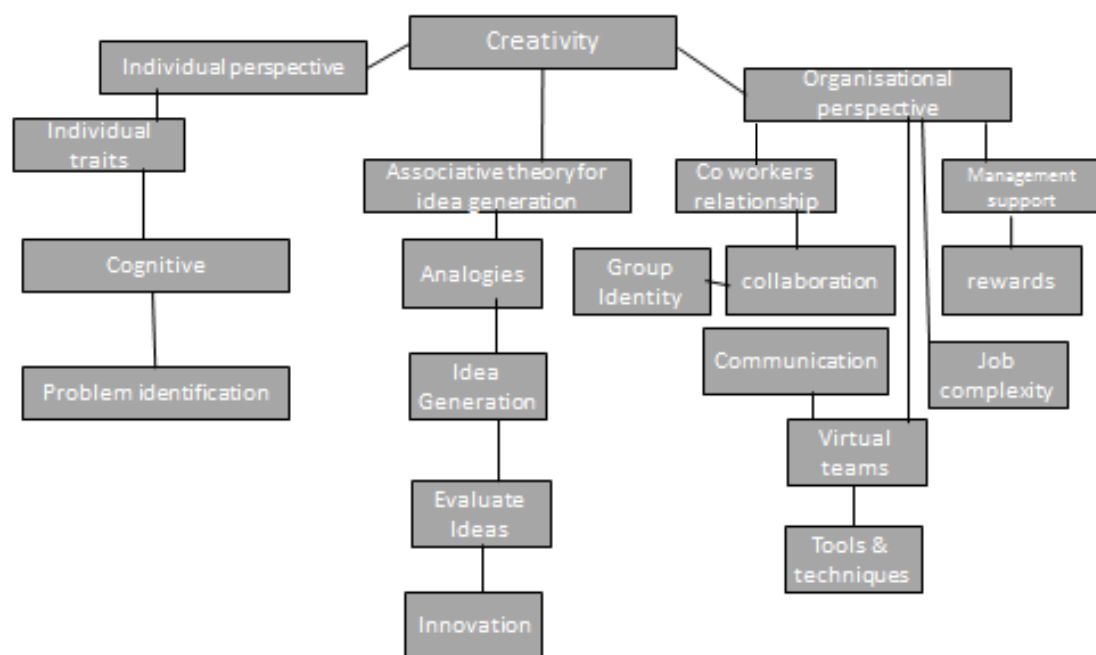 Creativity
Individual perspective
Organisational
perspective
Individual
traits
Associative theory for
idea generation
Co workers
relationship
Management
support
Cognitive
Analogies
Group
Identity
collaboration
rewards
Problem identification
Idea
Generation
Communication
Job
complexity
Virtual
teams
Evaluate
Ideas
Tools &
techniques
Innovation